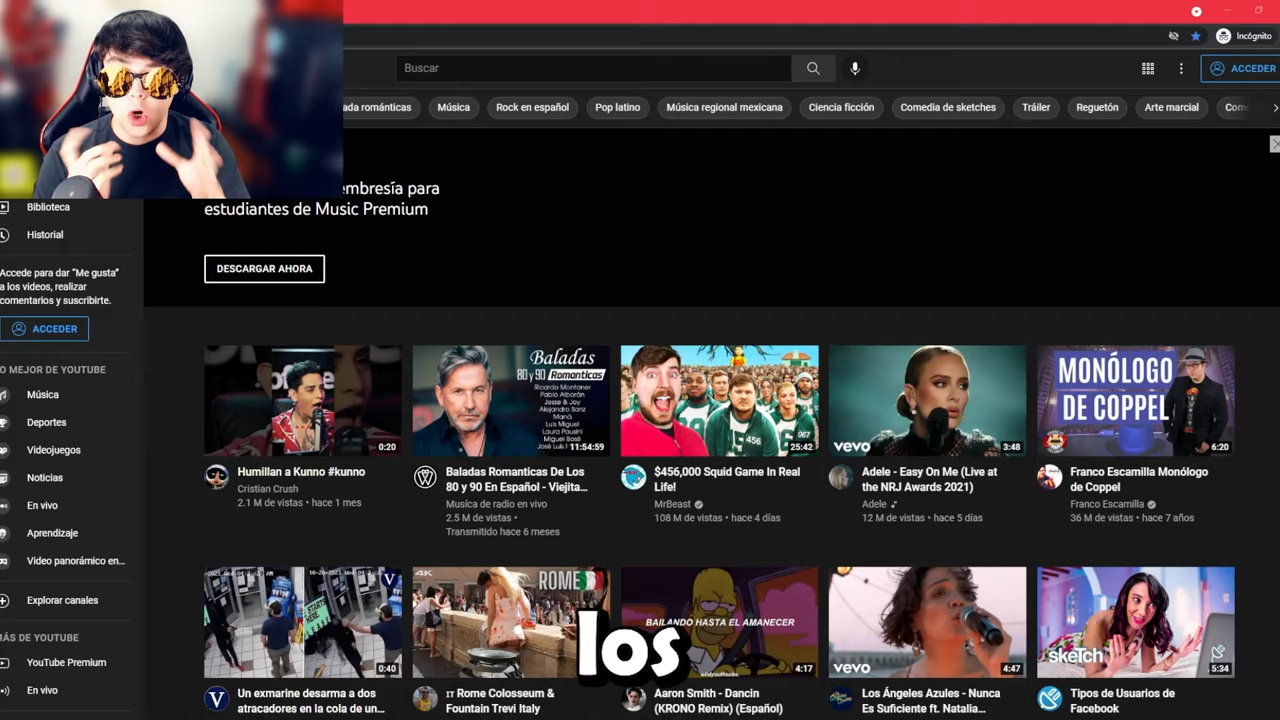 Incógnito
Buscar
ACCEDER
ada románticas
Música
Rock en español
Pop latino
Música regional mexicana
Ciencia ficción
Comedia de sketches
Tráiler
Reguetón
Arte marcial
Com
embresía para
estudiantes de Music Premium
DESCARGAR AHORA
Biblioteca
Historial
Accede para dar “Me gusta”
a los videos, realizar
comentarios y suscribirte.
ACCEDER
O MEJOR DE YOUTUBE
Música
Deportes
Videojuegos
Noticias
En vivo
Aprendizaje
Video panorámico en...
Explorar canales
MÁS DE YOUTUBE
YouTube Premium
En vivo
0:20
Humillan a Kunno #kunno
Cristian Crush
2.1 M de vistas • hace 1 mes
Baladas
80 y 90 Romanticas
Ricardo Montaner
Pablo Alborán
Jesse & Joy
Alejandro Sanz
Maná
Luis Miguel
Laura Pausini
Miguel Bosé
José Luis
11:54:59
Baladas Romanticas De Los
80 y 90 En Español - Viejita...
Musíca de radio en vivo
2.5 M de vistas •
Transmitido hace 6 meses
456
067
25:42
$456,000 Squid Game In Real
Life!
MrBeast
108 M de vistas • hace 4 días
vevo
3:48
Adele - Easy On Me (Live at
the NRJ Awards 2021)
Adele
12 M de vistas • hace 5 días
MONÓLOGO
DE COPPEL
6:20
Franco Escamilla Monólogo
de Coppel
Franco Escamilla
36 M de vistas • hace 7 años
V
0:40
V
Un exmarine desarma a dos
atracadores en la cola de un...
4K
ROME
IT Rome Colosseum &
Fountain Trevi Italy
los
BAILANDO HASTA EL AMANECER
4:17
Aaron Smith - Dancin
(KRONO Remix) (Español)
vevo
4:47
Los Ángeles Azules - Nunca
Es Suficiente ft. Natalia...
sketch
5:34
Tipos de Usuarios de
Facebook